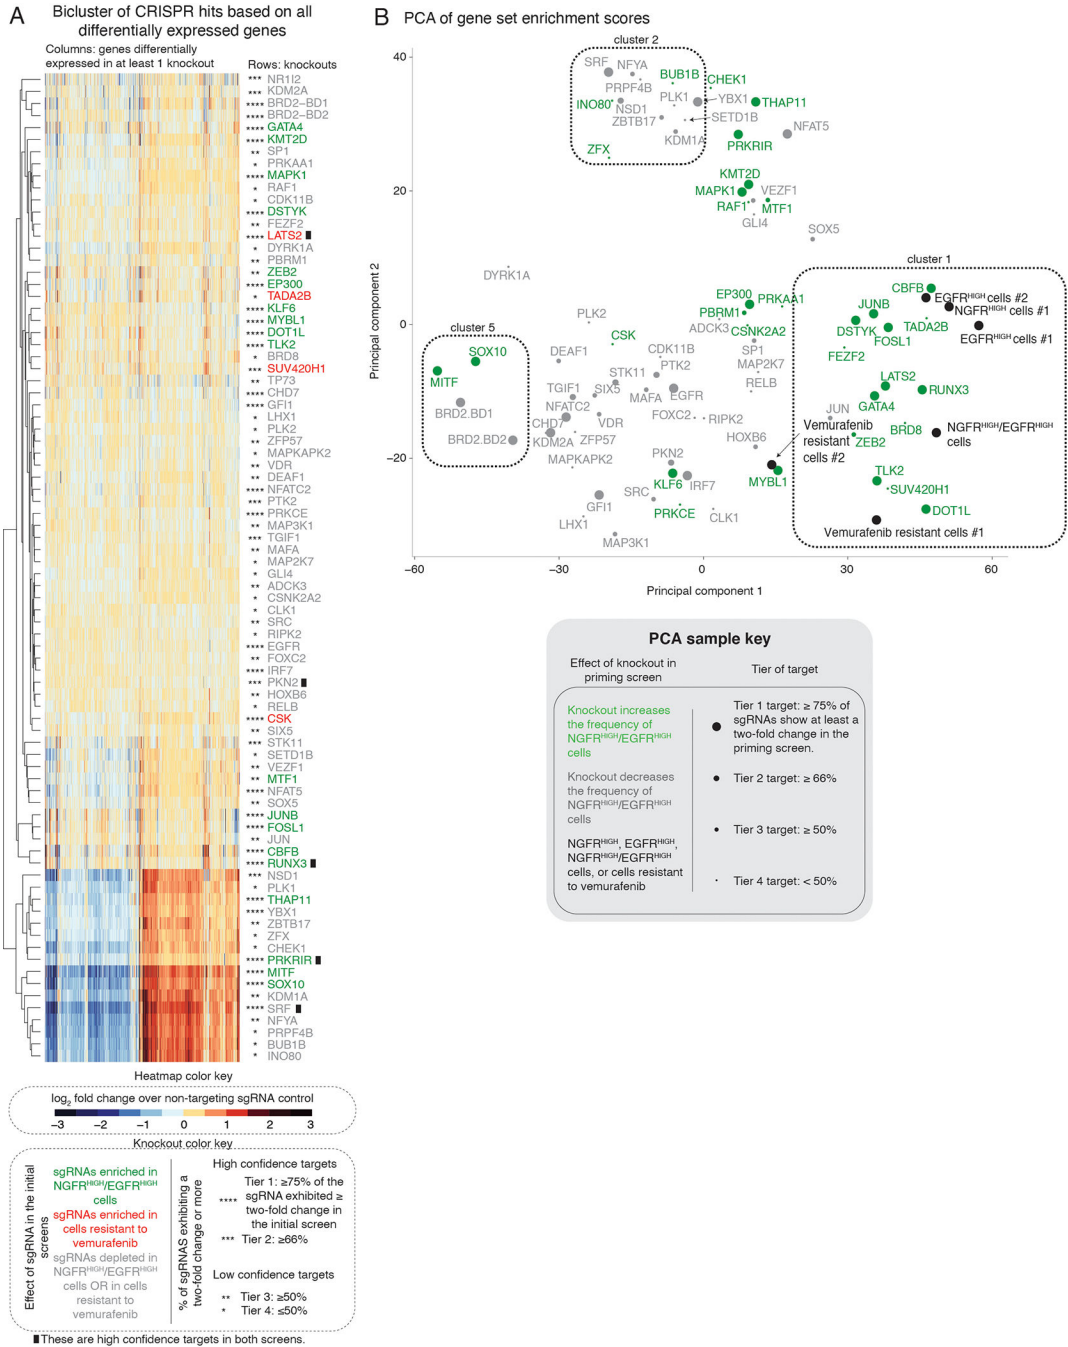 A
Bicluster of CRISPR hits based on all
differentially expressed genes
Columns: genes differentially
expressed in at least 1 knockout
Rows: knockouts
*** NR1I2
*** KDM2A
**** BRD2-BD1
**** BRD2-BD2
**** GATA4
**** KMT2D
** SP1
* PRKAA1
**** MAPK1
* RAF1
* CDK11B
**** DSTYK
** FEZF2
**** LATS2
* DYRK1A
** PBRM1
** ZEB2
**** EP300
* TADA2B
**** KLF6
**** MYBL1
**** DOT1L
**** TLK2
* BRD8
*** SUV420H1
** TP73
**** CHD7
**** GFI1
* LHX1
* PLK2
** ZFP57
* MAPKAPK2
** VDR
* DEAF1
**** NFATC2
*** PTK2
**** PRKCE
** MAP3K1
*** TGIF1
** MAFA
* MAP2K7
* GLI4
** ADCK3
* CSNK2A2
* CLK1
** SRC
* RIPK2
**** EGFR
** FOXC2
**** IRF7
*** PKN2
** HOXB6
* RELB
**** CSK
** SIX5
*** STK11
* SETD1B
** VEZF1
** MTF1
**** NFAT5
** SOX5
**** JUNB
**** FOSL1
** JUN
**** CBFB
**** RUNX3
*** NSD1
* PLK1
**** THAP11
**** YBX1
** ZBTB17
* ZFX
* CHEK1
**** PRKRIR
**** MITF
**** SOX10
** KDM1A
**** SRF
** NFYA
* PRPF4B
* BUB1B
* INO80
Heatmap color key
log2 fold change over non-targeting sgRNA control
−3 −2 −1 0 1 2 3
Knockout color key
Effect of sgRNA in the initial
screens
sgRNAs enriched in
NGFRHIGH/EGFRHIGH
cells
sgRNAs enriched in
cells resistant to
vemurafenib
sgRNAs depleted in
NGFRHIGH/EGFRHIGH
cells OR in cells
resistant to
vemurafenib
% of sgRNAS exhibiting a
two-fold change or more
High confidence targets
**** Tier 1: ≥75% of the
sgRNA exhibited ≥
two-fold change in
the initial screen
*** Tier 2: ≥66%
Low confidence targets
** Tier 3: ≥50%
* Tier 4: ≤50%
These are high confidence targets in both screens.
B
PCA of gene set enrichment scores
Principal component 2
40
20
0
−20
−60 −30 0 30 60
Principal component 1
cluster 2
SRF
NFYA
PRPF4B
BUB1B
CHEK1
INO80
NSD1
PLK1
YBX1
THAP11
ZBTB17
SETD1B
KDM1A
PRKRIR
NFAT5
ZFX
KMT2D
MAPK1
VEZF1
RAF1
MTF1
GLI4
SOX5
DYRK1A
cluster 1
CBFB
EGFRHIGH cells #2
NGFRHIGH cells #1
EGFRHIGH cells #1
JUNB
DSTYK
TADA2B
FOSL1
FEZF2
LATS2
RUNX3
GATA4
JUN
BRD8
NGFRHIGH/EGFRHIGH
cells
ZEB2
Vemurafenib
resistant
cells #2
MYBL1
TLK2
SUV420H1
DOT1L
Vemurafenib resistant cells #1
EP300
PRKAA1
PBRM1
ADCK3
CSNK2A2
PLK2
CSK
cluster 5
SOX10
MITF
BRD2.BD1
BRD2.BD2
DEAF1
CDK11B
SP1
PTK2
MAP2K7
STK11
RELB
TGIF1
SIX5
MAFA
EGFR
NFATC2
FOXC2
RIPK2
CHD7
VDR
KDM2A
ZFP57
HOXB6
MAPKAPK2
PKN2
KLF6
IRF7
SRC
GFI1
PRKCE
CLK1
LHX1
MAP3K1
PCA sample key
Effect of knockout in
priming screen
Tier of target
Knockout increases
the frequency of
NGFRHIGH/EGFRHIGH
cells
Knockout decreases
the frequency of
NGFRHIGH/EGFRHIGH
cells
NGFRHIGH, EGFRHIGH,
NGFRHIGH/EGFRHIGH
cells, or cells resistant
to vemurafenib
Tier 1 target: ≥ 75% of
sgRNAs show at least a
two-fold change in the
priming screen.
Tier 2 target: ≥ 66%
Tier 3 target: ≥ 50%
Tier 4 target: < 50%